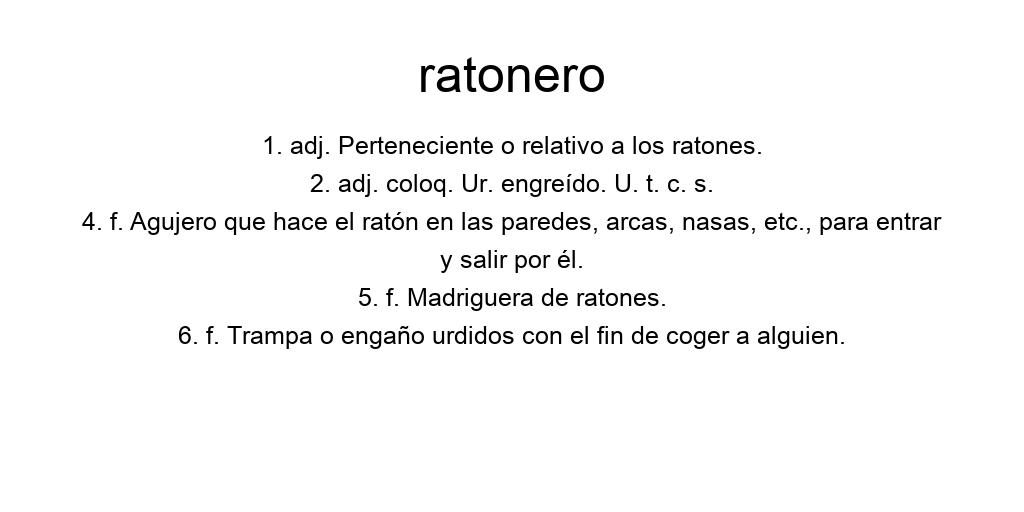 ratonero
1. adj. Perteneciente o relativo a los ratones.
2. adj. coloq. Ur. engreído. U. t. c. s.
4. f. Agujero que hace el ratón en las paredes, arcas, nasas, etc., para entrar
y salir por él.
5. f. Madriguera de ratones.
6. f. Trampa o engaño urdidos con el fin de coger a alguien.